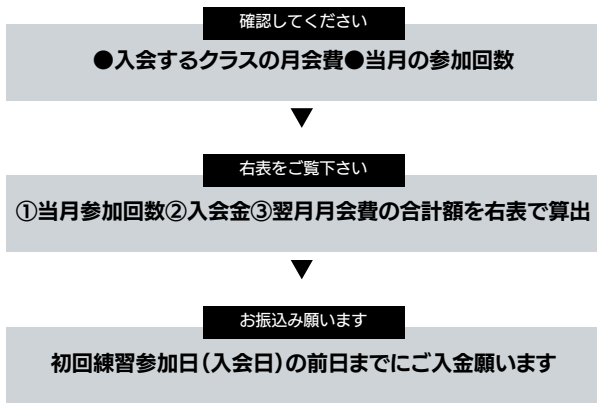 確認してください
●入会するクラスの月会費●当月の参加回数
▼
右表をご覧下さい
①当月参加回数②入会金③翌月月会費の合計額を右表で算出
▼
お振込み願います
初回練習参加日(入会日)の前日までにご入金願います